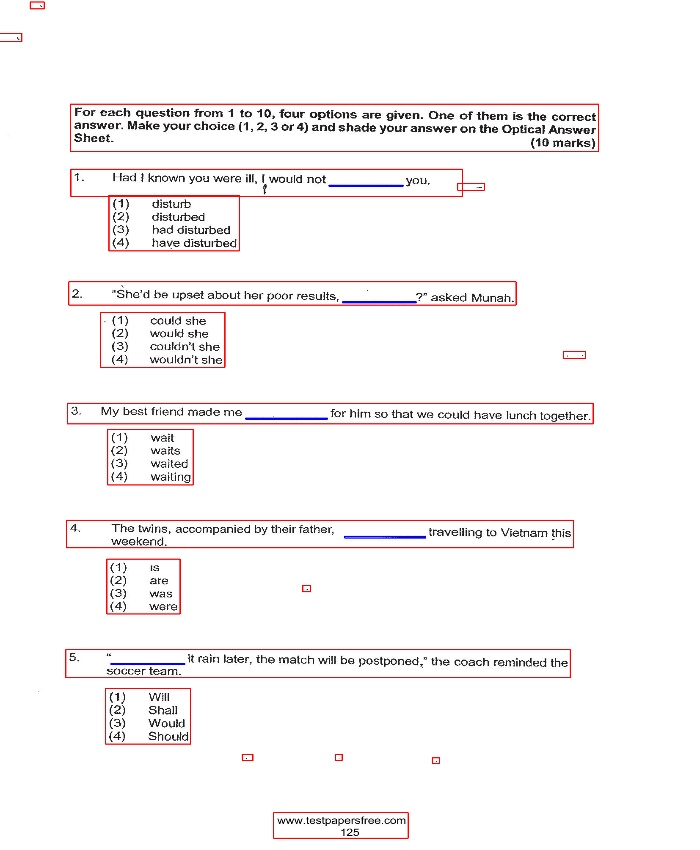 For each question from 1 to 10, four options are given. One of them is the correct
answer. Make your choice (1, 2, 3 or 4) and shade your answer on the Optical Answer
Sheet. (10 marks)
1. Had I known you were ill, I would not ________ you.
(1) disturb
(2) disturbed
(3) had disturbed
(4) have disturbed
2. "She'd be upset about her poor results, ________?" asked Munah.
(1) could she
(2) would she
(3) couldn't she
(4) wouldn't she
3. My best friend made me ________ for him so that we could have lunch together.
(1) wait
(2) waits
(3) waited
(4) waiting
4. The twins, accompanied by their father, ________ travelling to Vietnam this
weekend.
(1) is
(2) are
(3) was
(4) were
5. "________ it rain later, the match will be postponed," the coach reminded the
soccer team.
(1) Will
(2) Shall
(3) Would
(4) Should
www.testpapersfree.com
125